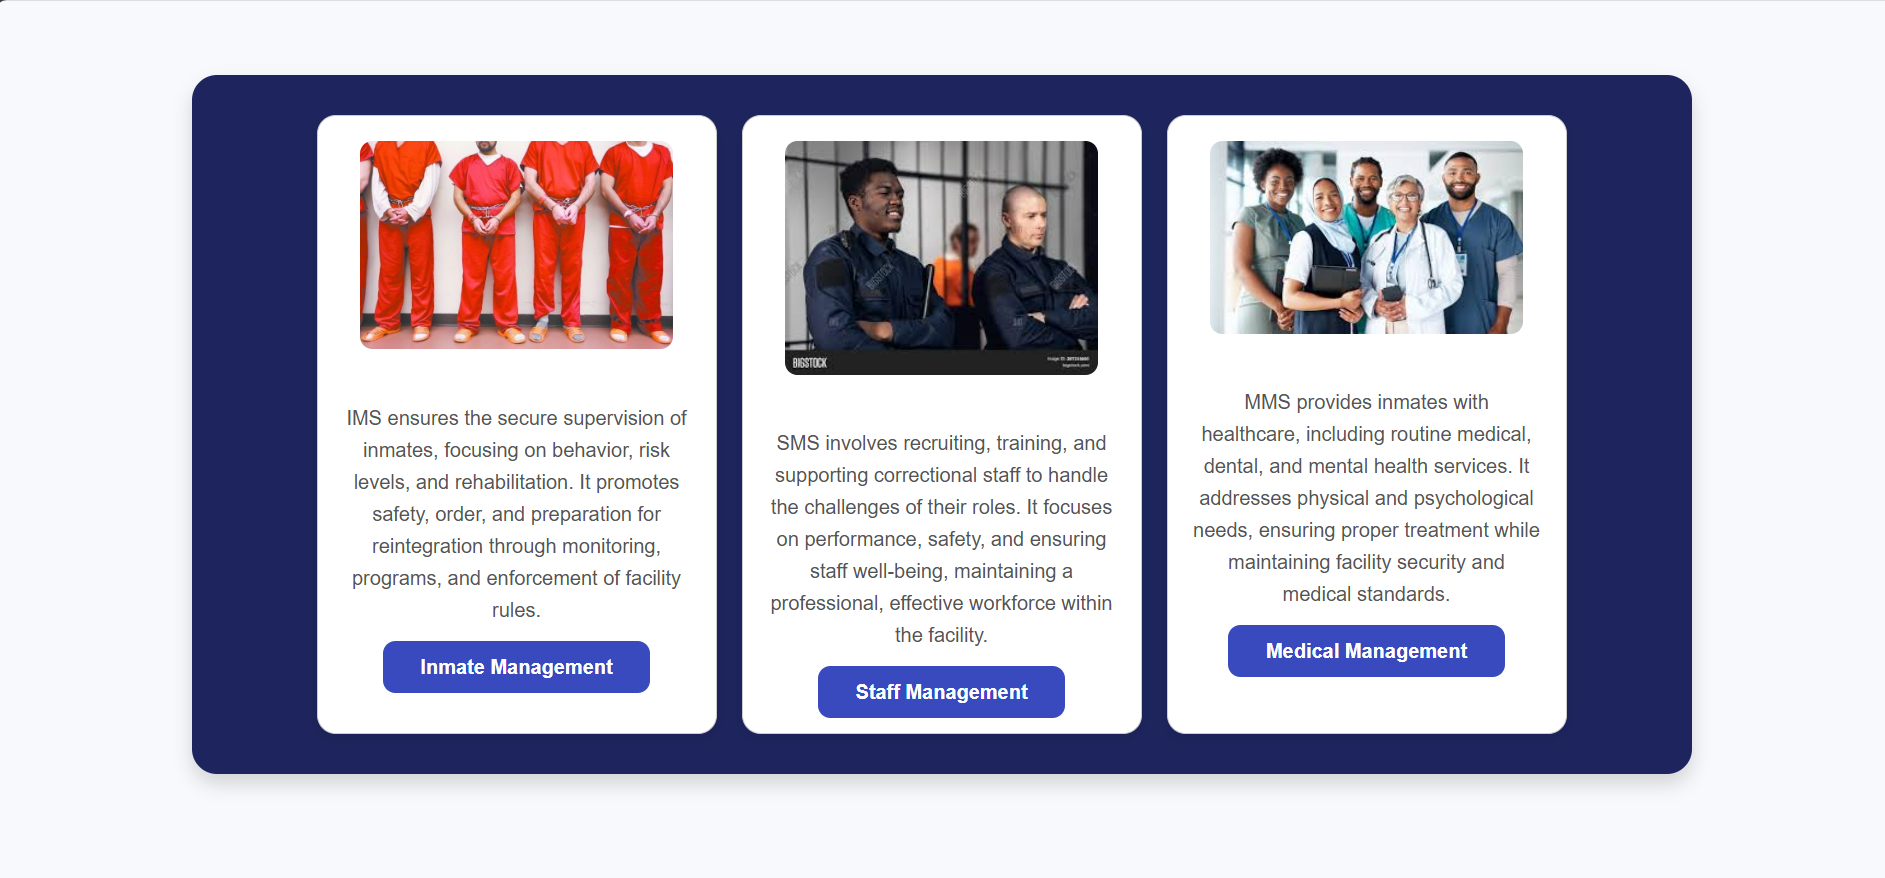 IMS ensures the secure supervision of
inmates, focusing on behavior, risk
levels, and rehabilitation. It promotes
safety, order, and preparation for
reintegration through monitoring,
programs, and enforcement of facility
rules.
Inmate Management
BIGSTOCK
bigstock.com
SMS involves recruiting, training, and
supporting correctional staff to handle
the challenges of their roles. It focuses
on performance, safety, and ensuring
staff well-being, maintaining a
professional, effective workforce within
the facility.
Staff Management
MMS provides inmates with
healthcare, including routine medical,
dental, and mental health services. It
addresses physical and psychological
needs, ensuring proper treatment while
maintaining facility security and
medical standards.
Medical Management